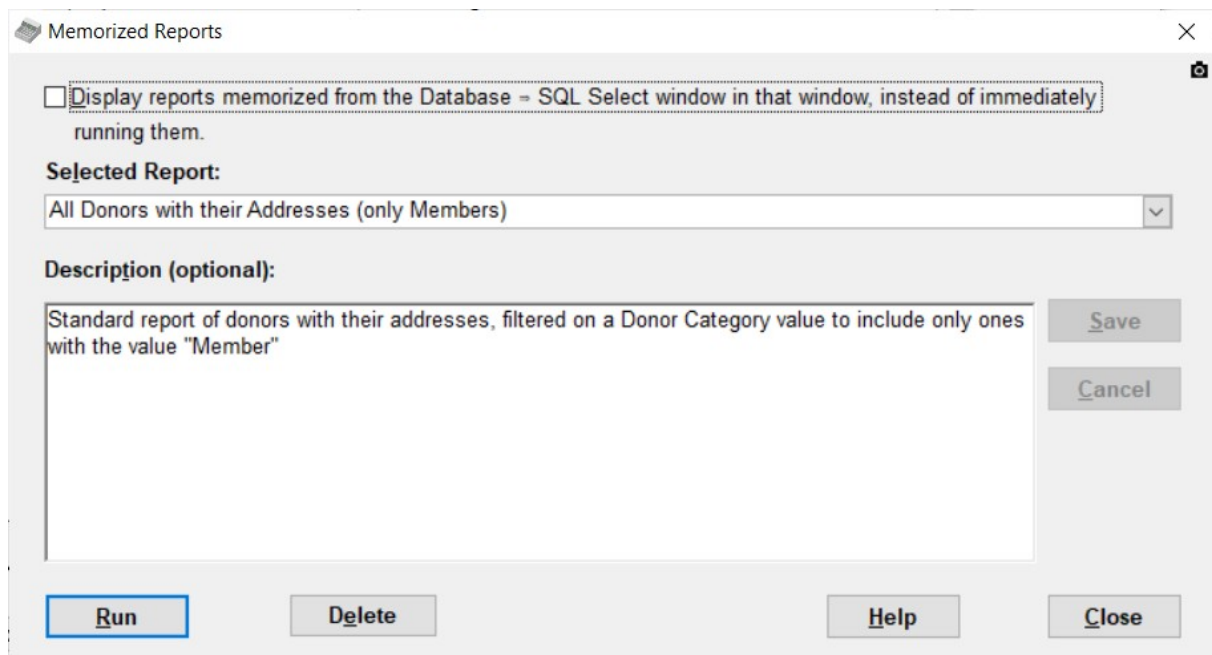 Memorized Reports
Display reports memorized from the Database ⇒ SQL Select window in that window, instead of immediately
running them.
Selected Report:
All Donors with their Addresses (only Members)
Description (optional):
Standard report of donors with their addresses, filtered on a Donor Category value to include only ones
with the value "Member"
Save
Cancel
Run Delete Help Close